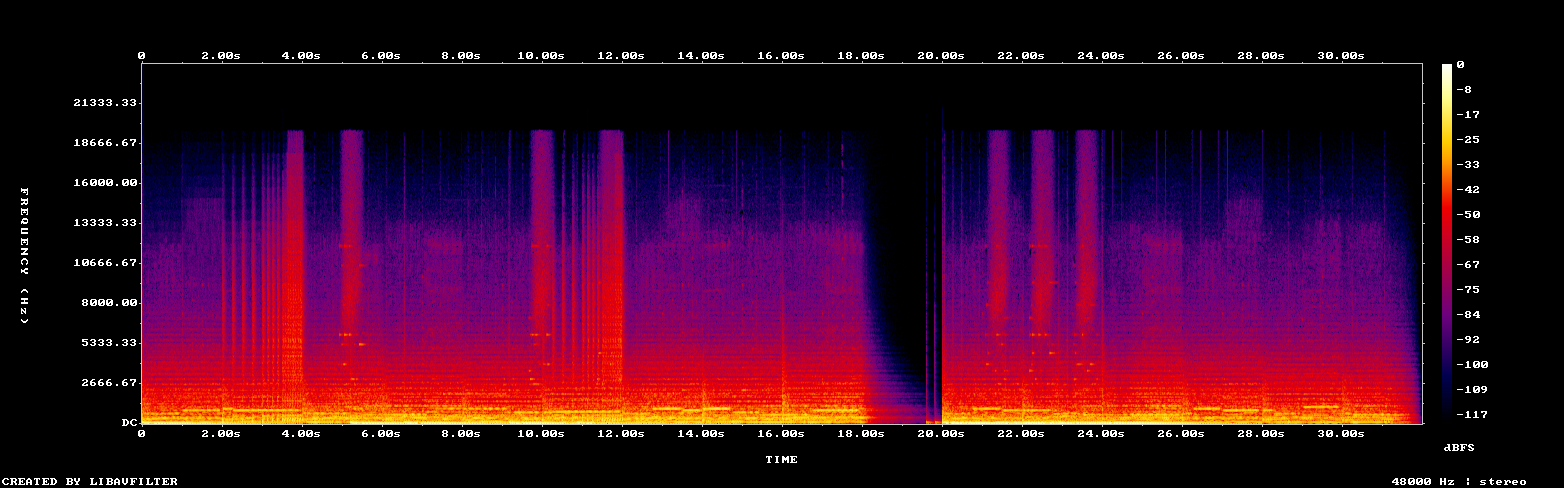 0 2.00s 4.00s 6.00s 8.00s 10.00s 12.00s 14.00s 16.00s 18.00s 20.00s 22.00s 24.00s 26.00s 28.00s 30.00s
0
-8
-17
-25
-33
-42
-50
-58
-67
-75
-84
-92
-100
-109
-117
21333.33
18666.67
16000.00
13333.33
10666.67
8000.00
5333.33
2666.67
DC
FREQUENCY (Hz)
0 2.00s 4.00s 6.00s 8.00s 10.00s 12.00s 14.00s 16.00s 18.00s 20.00s 22.00s 24.00s 26.00s 28.00s 30.00s
dBFS
TIME
CREATED BY LIBAVFILTER
48000 Hz | stereo